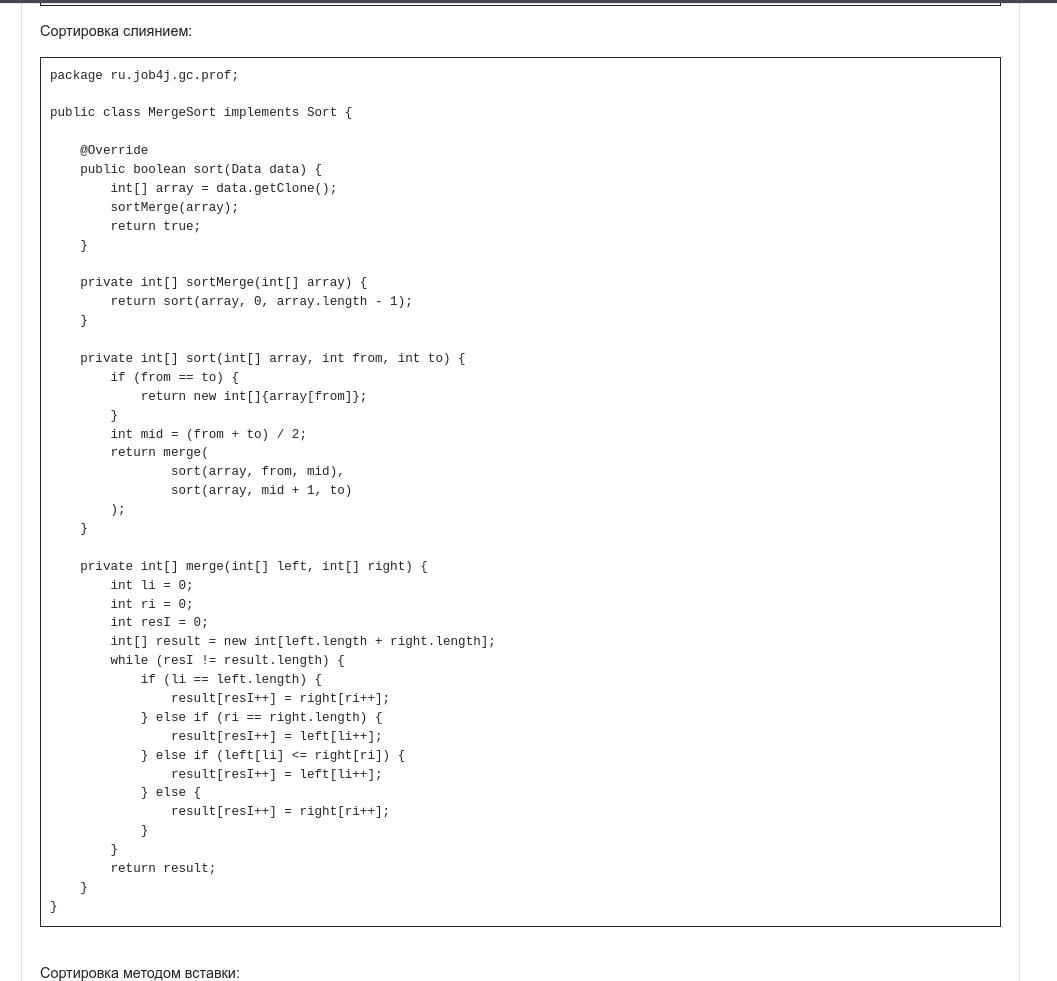 Сортировка слиянием:
package ru.job4j.gc.prof;
public class MergeSort implements Sort {
    @Override
    public boolean sort(Data data) {
        int[] array = data.getClone();
        sortMerge(array);
        return true;
    }
    private int[] sortMerge(int[] array) {
        return sort(array, 0, array.length - 1);
    }
    private int[] sort(int[] array, int from, int to) {
        if (from == to) {
            return new int[]{array[from]};
        }
        int mid = (from + to) / 2;
        return merge(
                sort(array, from, mid),
                sort(array, mid + 1, to)
        );
    }
    private int[] merge(int[] left, int[] right) {
        int li = 0;
        int ri = 0;
        int resI = 0;
        int[] result = new int[left.length + right.length];
        while (resI != result.length) {
            if (li == left.length) {
                result[resI++] = right[ri++];
            } else if (ri == right.length) {
                result[resI++] = left[li++];
            } else if (left[li] <= right[ri]) {
                result[resI++] = left[li++];
            } else {
                result[resI++] = right[ri++];
            }
        }
        return result;
    }
}
Сортировка методом вставки: